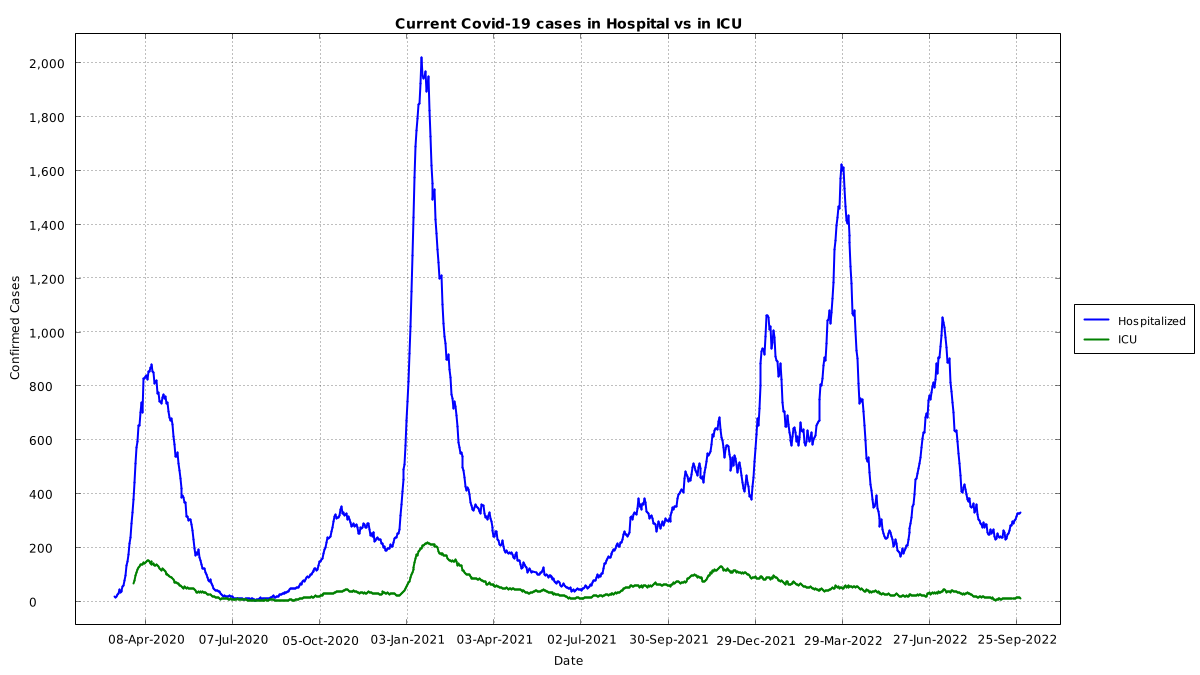 Current Covid-19 cases in Hospital vs in ICU
Confirmed Cases
2,000
1,800
1,600
1,400
1,200
1,000
800
600
400
200
0
08-Apr-2020 07-Jul-2020 05-Oct-2020 03-Jan-2021 03-Apr-2021 02-Jul-2021 30-Sep-2021 29-Dec-2021 29-Mar-2022 27-Jun-2022 25-Sep-2022
Date
Hospitalized
ICU